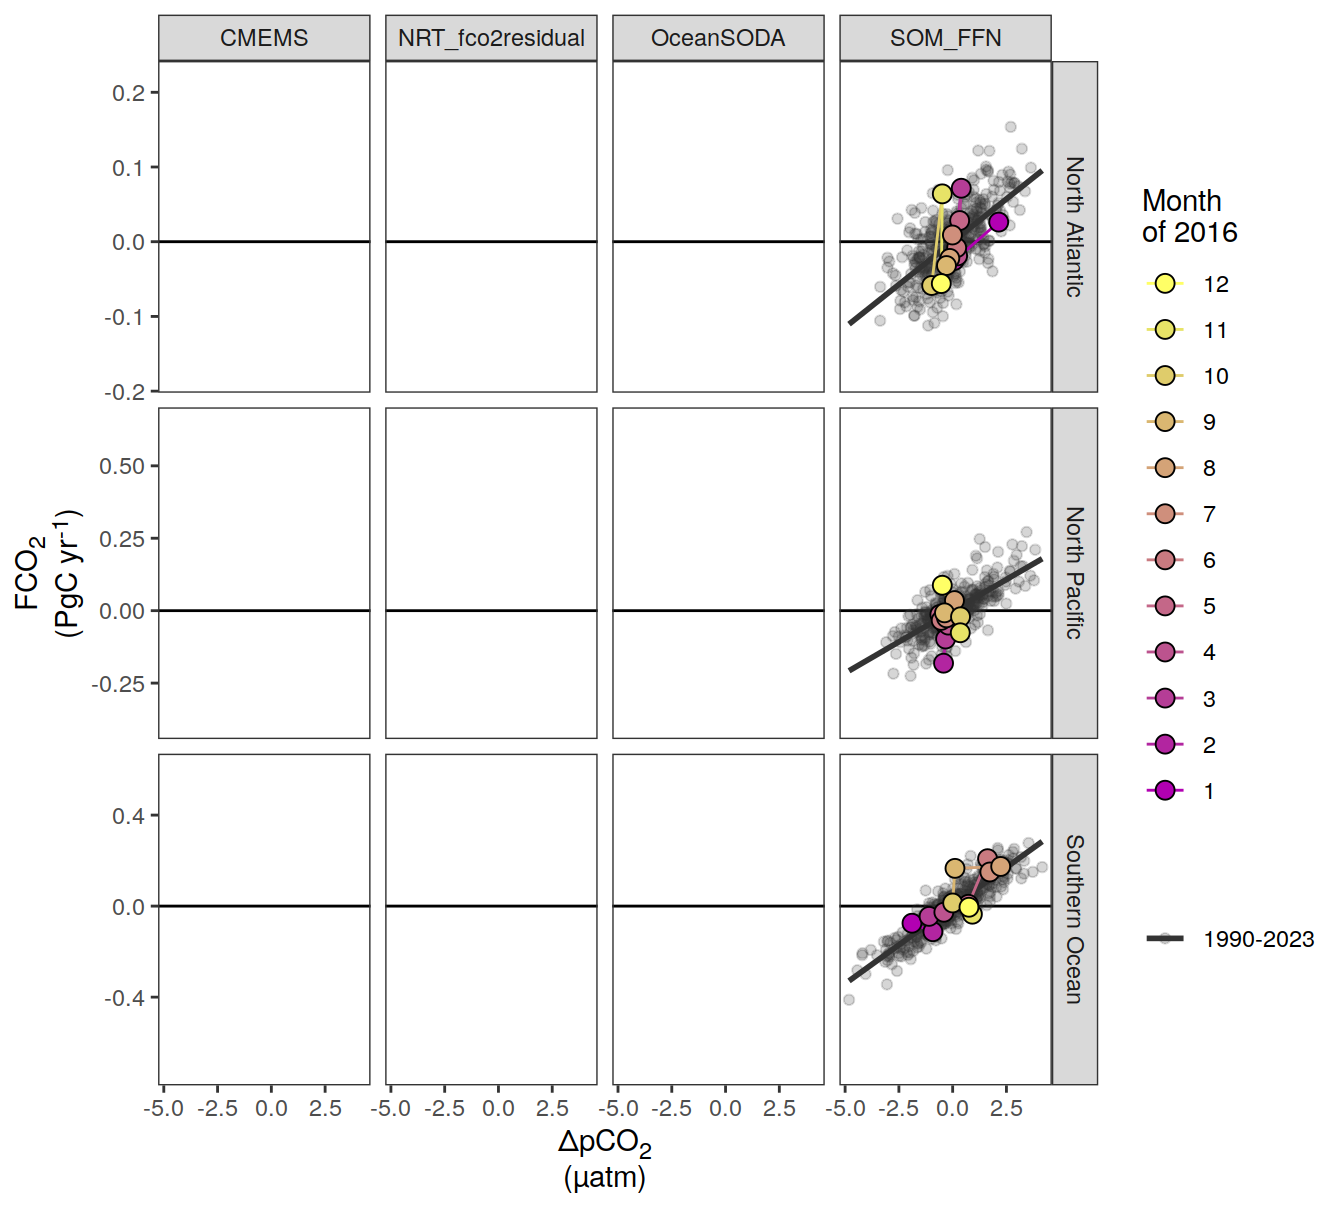 CMEMS NRT_fco2residual OceanSODA SOM_FFN
0.2
0.1
0.0
-0.1
-0.2
North Atlantic
0.50
0.25
0.00
-0.25
North Pacific
0.4
0.0
-0.4
Southern Ocean
-5.0 -2.5 0.0 2.5 -5.0 -2.5 0.0 2.5 -5.0 -2.5 0.0 2.5 -5.0 -2.5 0.0 2.5
ΔpCO₂
(µatm)
FCO₂
(PgC yr⁻¹)
Month
of 2016
12
11
10
9
8
7
6
5
4
3
2
1
1990-2023